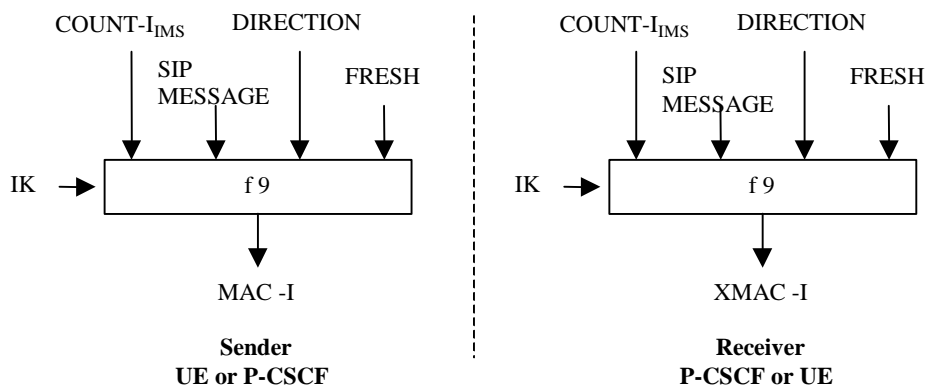 COUNT-I_IMS DIRECTION
SIP
MESSAGE
FRESH
IK
f 9
MAC -I
Sender
UE or P-CSCF
COUNT-I_IMS DIRECTION
SIP
MESSAGE
FRESH
IK
f 9
XMAC -I
Receiver
P-CSCF or UE